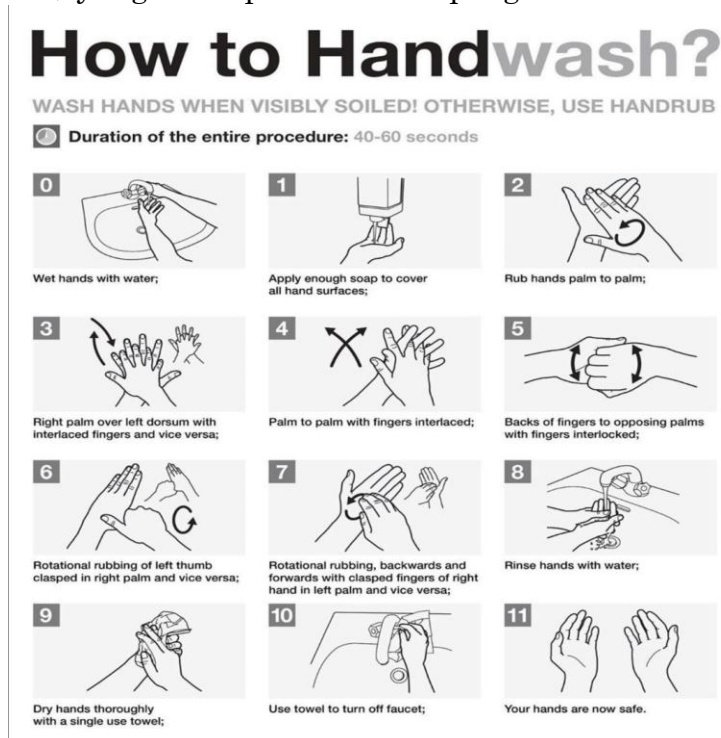 How to Handwash?
WASH HANDS WHEN VISIBLY SOILED! OTHERWISE, USE HANDRUB
Duration of the entire procedure: 40-60 seconds
0
Wet hands with water;
1
Apply enough soap to cover
all hand surfaces;
2
Rub hands palm to palm;
3
Right palm over left dorsum with
interlaced fingers and vice versa;
4
Palm to palm with fingers interlaced;
5
Backs of fingers to opposing palms
with fingers interlocked;
6
Rotational rubbing of left thumb
clasped in right palm and vice versa;
7
Rotational rubbing, backwards and
forwards with clasped fingers of right
hand in left palm and vice versa;
8
Rinse hands with water;
9
Dry hands thoroughly
with a single use towel;
10
Use towel to turn off faucet;
11
Your hands are now safe.